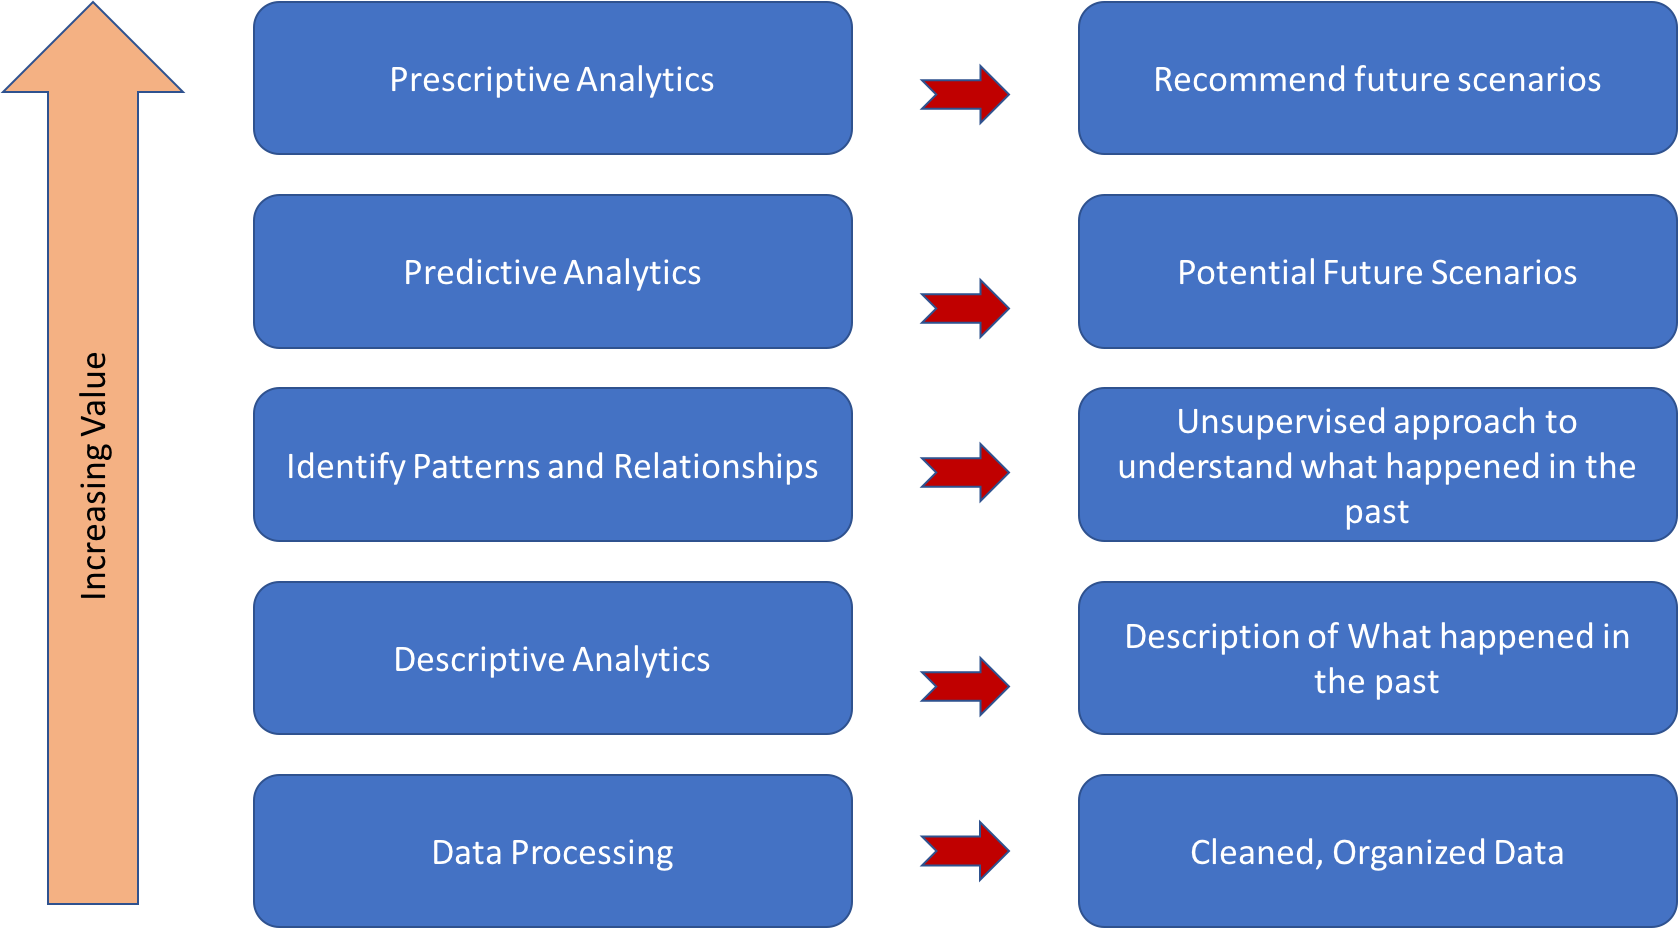 Increasing Value
Prescriptive Analytics
Recommend future scenarios
Predictive Analytics
Potential Future Scenarios
Identify Patterns and Relationships
Unsupervised approach to
understand what happened in the
past
Descriptive Analytics
Description of What happened in
the past
Data Processing
Cleaned, Organized Data